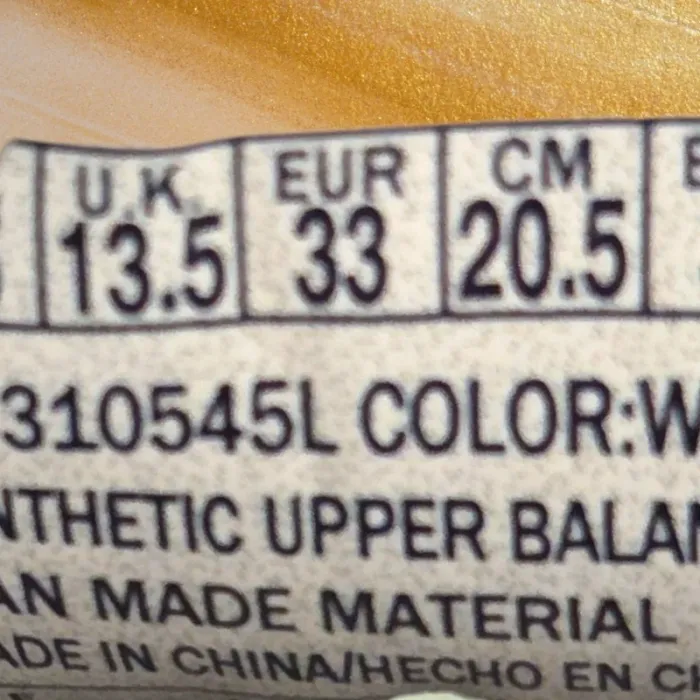 U.K. EUR CM
13.5 33 20.5
310545L COLOR:W
NTHETIC UPPER BALAN
AN MADE MATERIAL
ADE IN CHINA/HECHO EN C